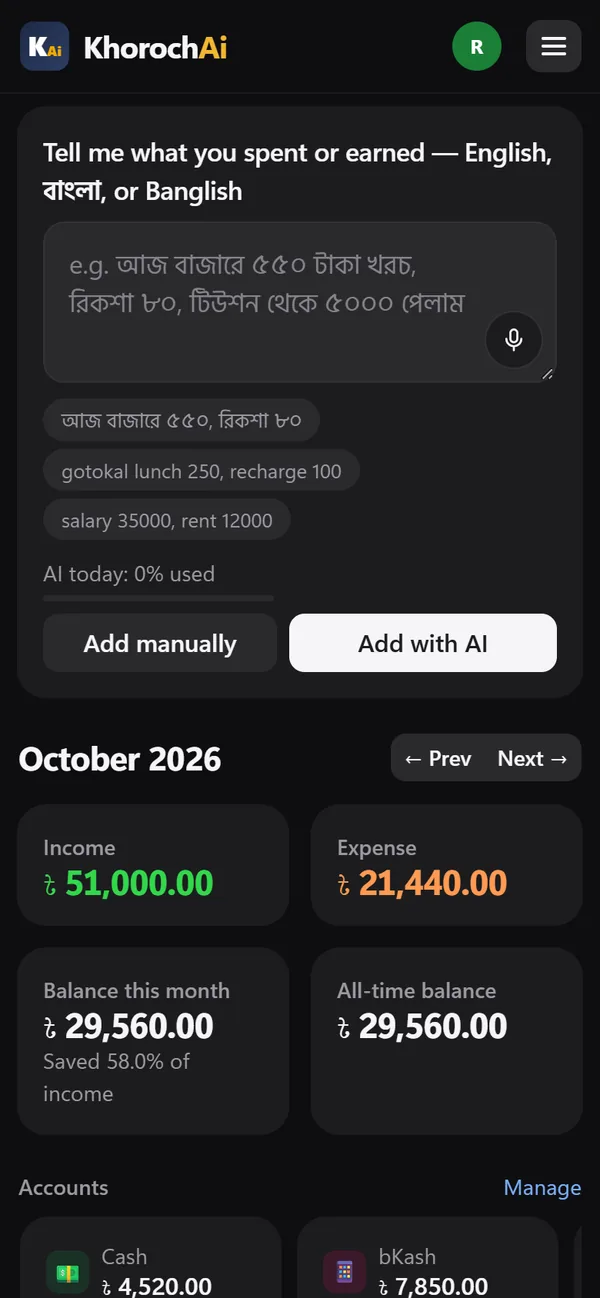 KAi KhorochAi R
Tell me what you spent or earned — English,
বাংলা, or Banglish
e.g. আজ বাজারে ৫৫০ টাকা খরচ,
রিকশা ৮০, টিউশন থেকে ৫০০০ পেলাম
আজ বাজারে ৫৫০, রিকশা ৮০
gotokal lunch 250, recharge 100
salary 35000, rent 12000
AI today: 0% used
Add manually Add with AI
October 2026 ← Prev Next →
Income Expense
৳ 51,000.00 ৳ 21,440.00
Balance this month All-time balance
৳ 29,560.00 ৳ 29,560.00
Saved 58.0% of
income
Accounts Manage
Cash bKash
৳ 4,520.00 ৳ 7,850.00